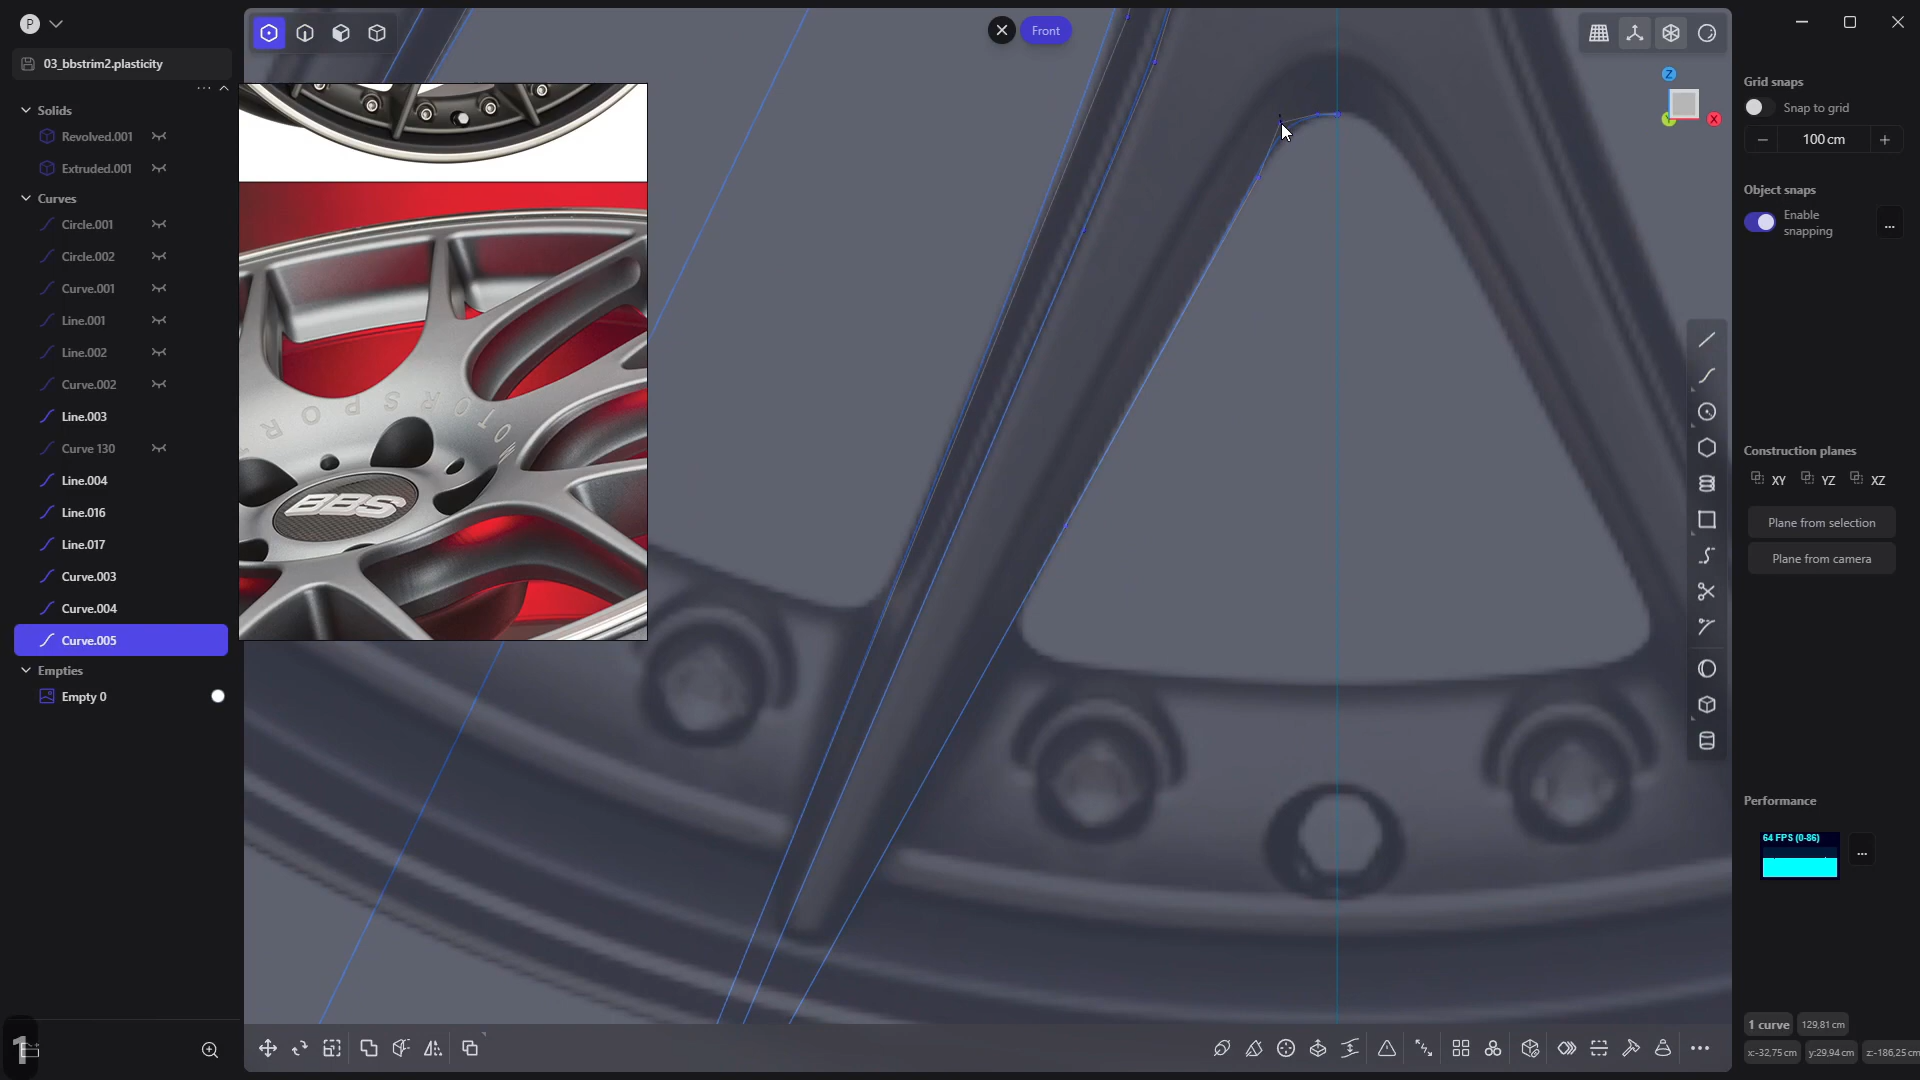 P
03_bbstrim2.plasticity
Solids
Revolved.001
Extruded.001
Curves
Circle.001
Circle.002
Curve.001
Line.001
Line.002
Curve.002
Line.003
Curve 130
Line.004
Line.016
Line.017
Curve.003
Curve.004
Curve.005
Empties
Empty 0
1
Front
BBS
Z
Y
X
Grid snaps
Snap to grid
100 cm
Object snaps
Enable snapping
Construction planes
XY
YZ
XZ
Plane from selection
Plane from camera
Performance
64 FPS (0-86)
1 curve
129,81 cm
x:-32,75 cm
y:29,94 cm
z:-186,25 cm